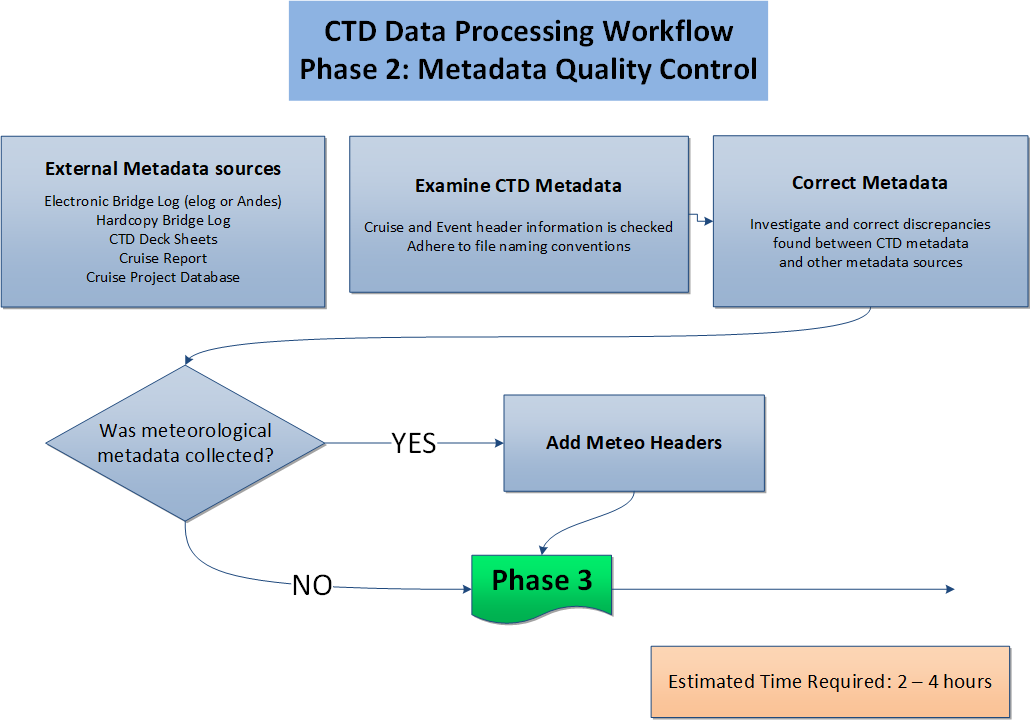 CTD Data Processing Workflow
Phase 2: Metadata Quality Control
External Metadata sources
Electronic Bridge Log (elog or Andes)
Hardcopy Bridge Log
CTD Deck Sheets
Cruise Report
Cruise Project Database
Examine CTD Metadata
Cruise and Event header information is checked
Adhere to file naming conventions
Correct Metadata
Investigate and correct discrepancies
found between CTD metadata
and other metadata sources
Was meteorological
metadata collected?
YES
Add Meteo Headers
NO
Phase 3
Estimated Time Required: 2 – 4 hours